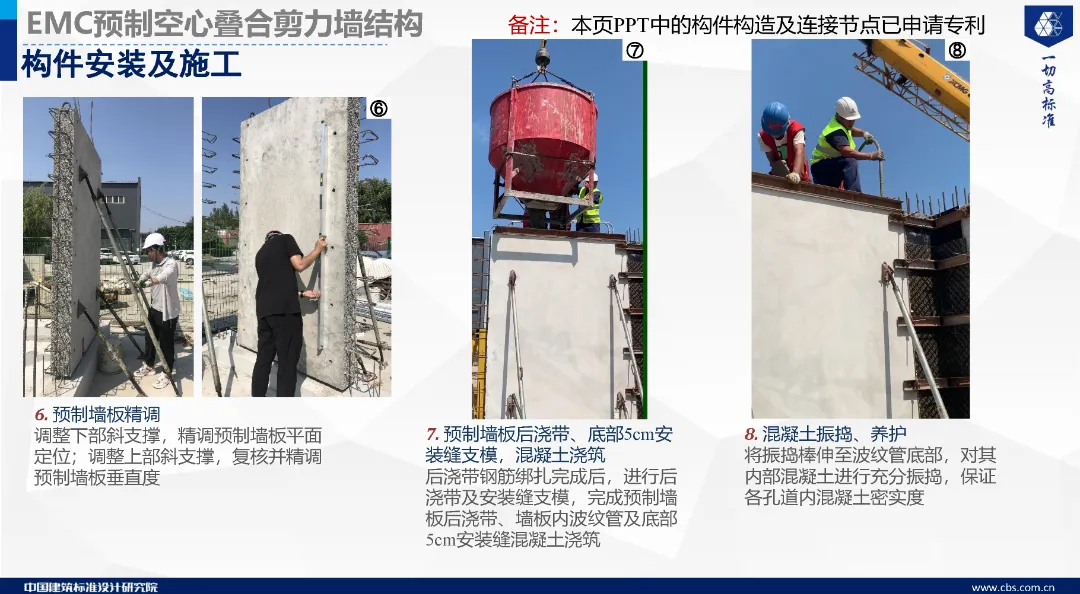 EMC预制空心叠合剪力墙结构
备注：本页PPT中的构件构造及连接节点已申请专利
构件安装及施工
一切高标准
⑥
⑦
⑧
6. 预制墙板精调
调整下部斜支撑，精调预制墙板平面
定位；调整上部斜支撑，复核并精调
预制墙板垂直度
7. 预制墙板后浇带、底部5cm安
装缝支模，混凝土浇筑
后浇带钢筋绑扎完成后，进行后
浇带及安装缝支模，完成预制墙
板后浇带、墙板内波纹管及底部
5cm安装缝混凝土浇筑
8. 混凝土振捣、养护
将振捣棒伸至波纹管底部，对其
内部混凝土进行充分振捣，保证
各孔道内混凝土密实度
中国建筑标准设计研究院
www.cbs.com.cn